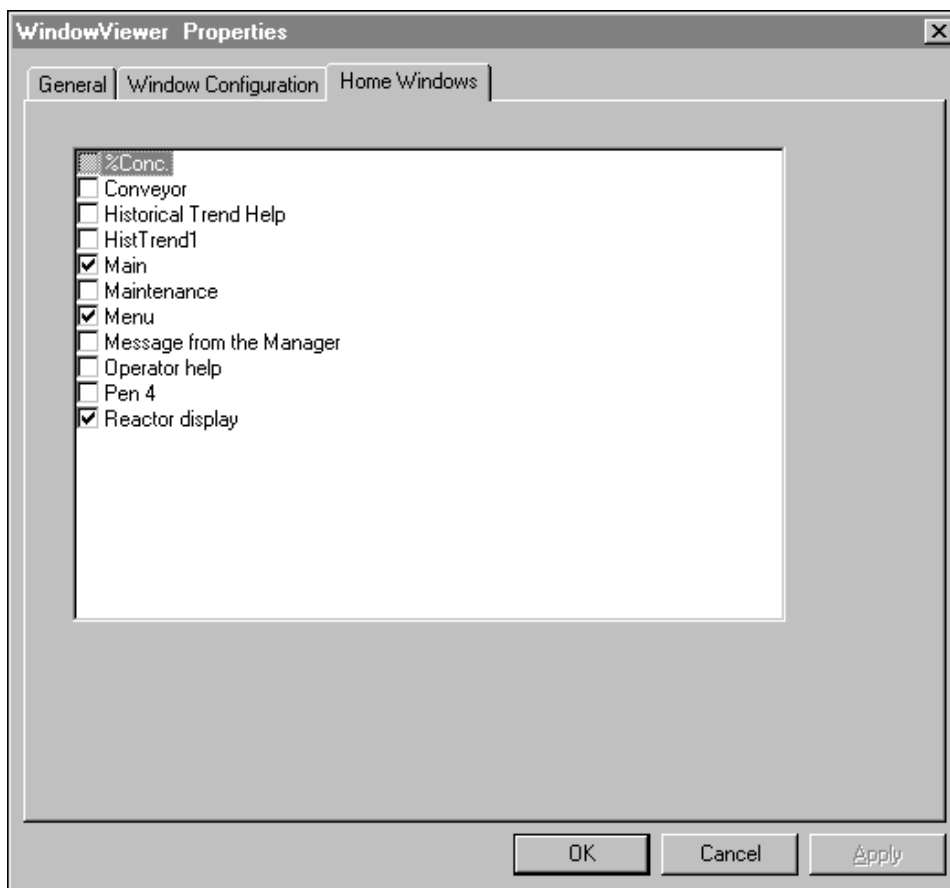 WindowViewer Properties
General Window Configuration Home Windows
%Conc.
Conveyor
Historical Trend Help
HistTrend1
Main
Maintenance
Menu
Message from the Manager
Operator help
Pen 4
Reactor display
OK Cancel Apply